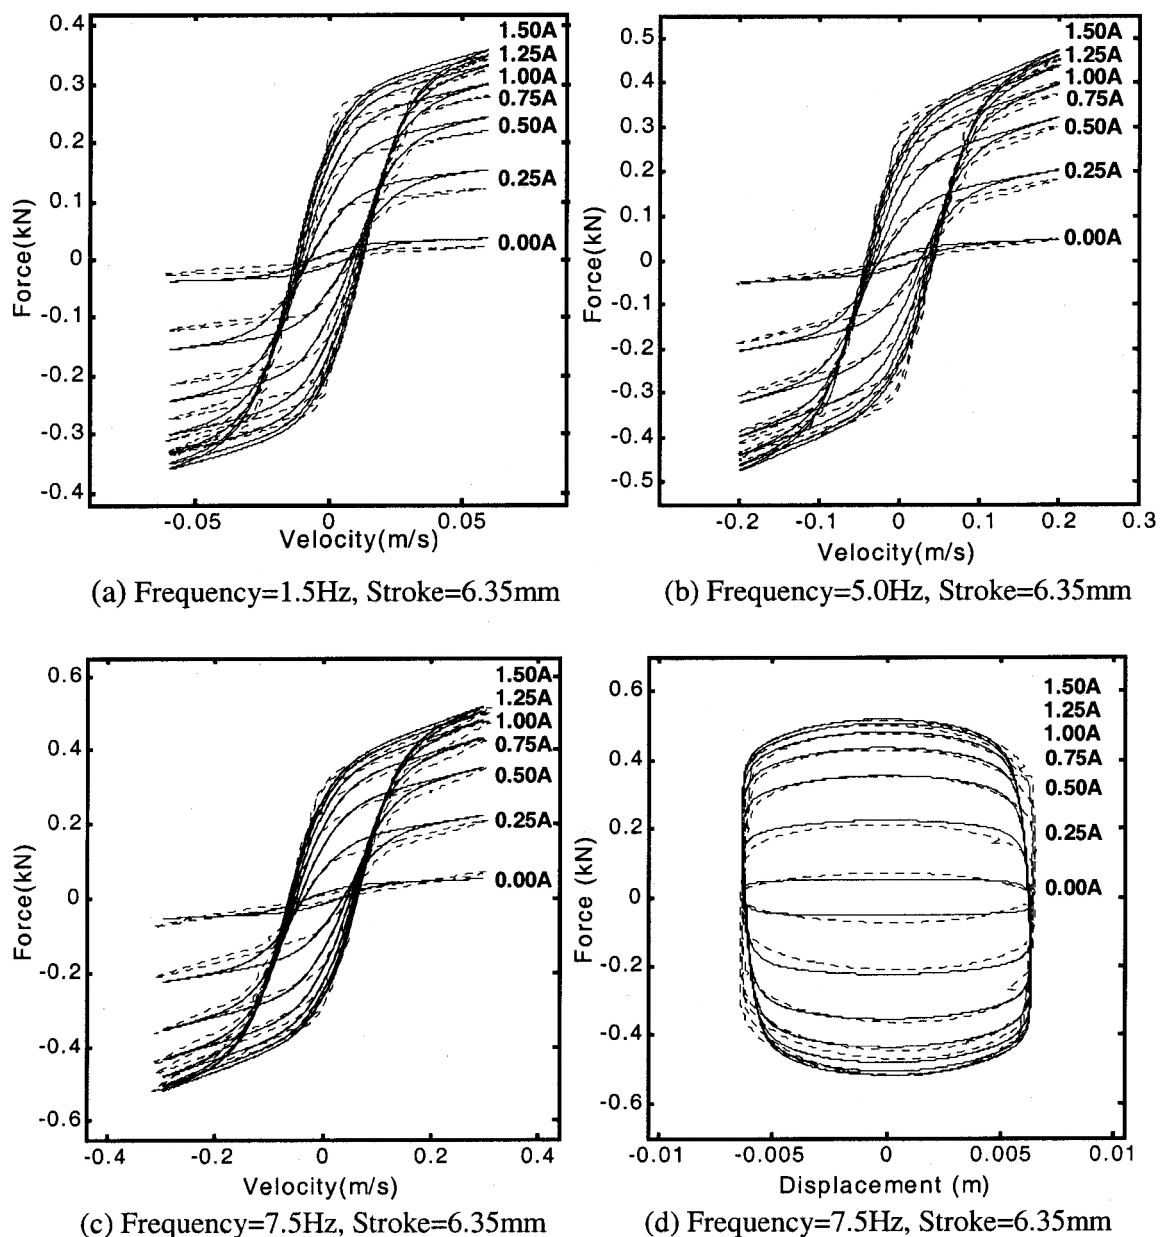 0.4
0.3
0.2
0.1
0
-0.1
-0.2
-0.3
-0.4
Force(kN)
1.50A
1.25A
1.00A
0.75A
0.50A
0.25A
0.00A
-0.05
0
0.05
Velocity(m/s)
(a) Frequency=1.5Hz, Stroke=6.35mm
0.5
0.4
0.3
0.2
0.1
0
-0.1
-0.2
-0.3
-0.4
-0.5
Force(kN)
1.50A
1.25A
1.00A
0.75A
0.50A
0.25A
0.00A
-0.2
-0.1
0
0.1
0.2
0.3
Velocity(m/s)
(b) Frequency=5.0Hz, Stroke=6.35mm
0.6
0.4
0.2
0
-0.2
-0.4
-0.6
Force(kN)
1.50A
1.25A
1.00A
0.75A
0.50A
0.25A
0.00A
-0.4
-0.2
0
0.2
0.4
Velocity(m/s)
(c) Frequency=7.5Hz, Stroke=6.35mm
0.6
0.4
0.2
0
-0.2
-0.4
-0.6
Force (kN)
1.50A
1.25A
1.00A
0.75A
0.50A
0.25A
0.00A
-0.01
-0.005
0
0.005
0.01
Displacement (m)
(d) Frequency=7.5Hz, Stroke=6.35mm